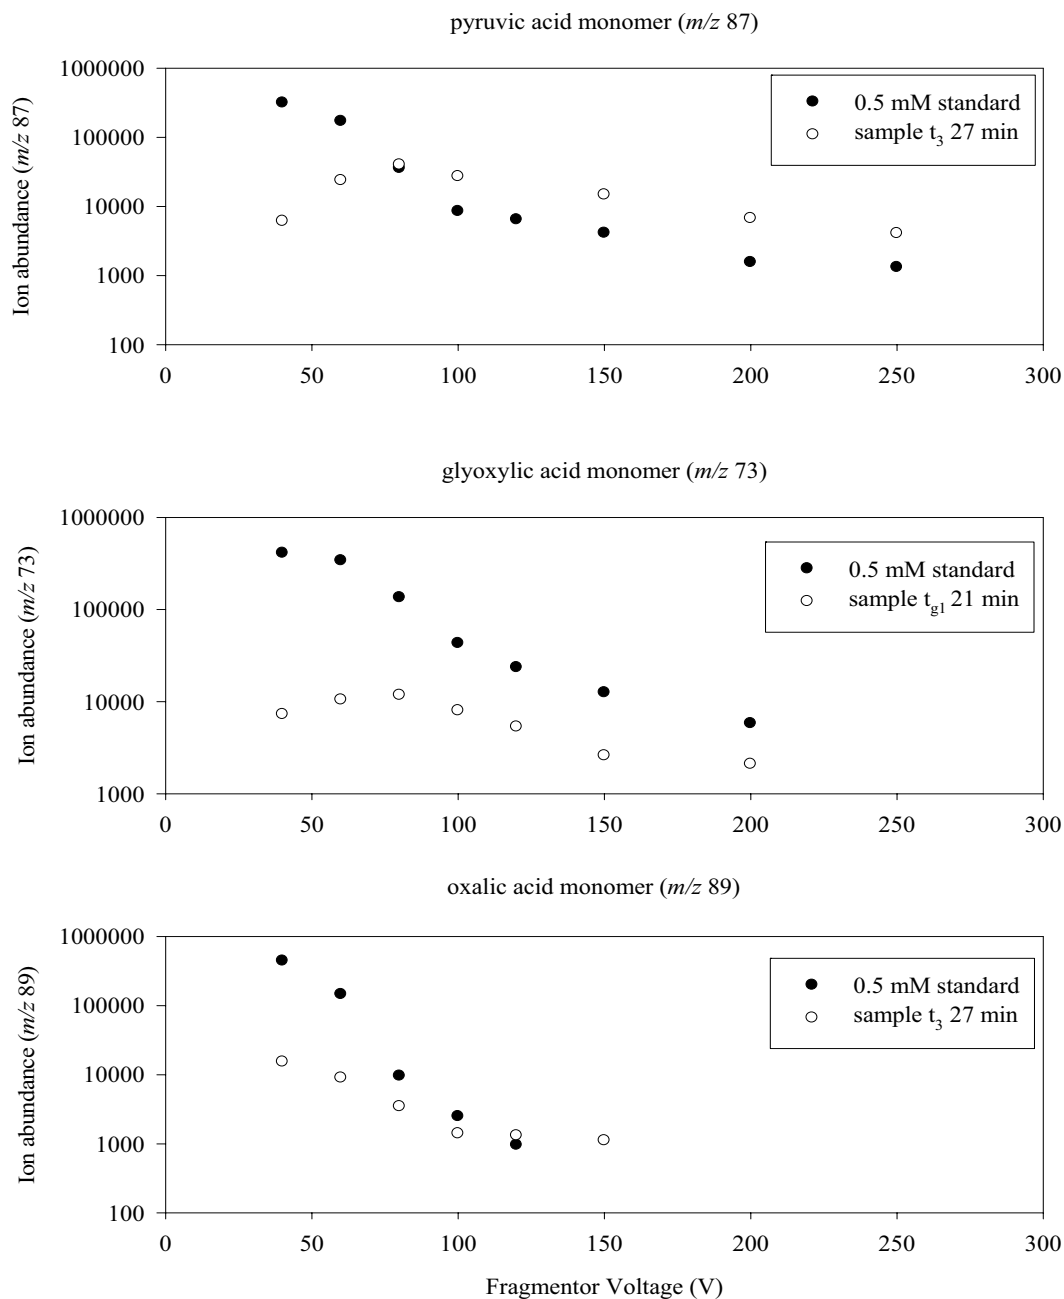 pyruvic acid monomer (m/z 87)
Ion abundance (m/z 87)
1000000
100000
10000
1000
100
0.5 mM standard
sample t3 27 min
0 50 100 150 200 250 300
glyoxylic acid monomer (m/z 73)
Ion abundance (m/z 73)
1000000
100000
10000
1000
0.5 mM standard
sample tg1 21 min
0 50 100 150 200 250 300
oxalic acid monomer (m/z 89)
Ion abundance (m/z 89)
1000000
100000
10000
1000
100
0.5 mM standard
sample t3 27 min
0 50 100 150 200 250 300
Fragmentor Voltage (V)